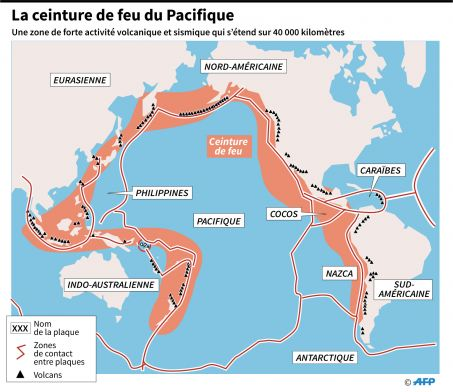 La ceinture de feu du Pacifique
Une zone de forte activité volcanique et sismique qui s'étend sur 40 000 kilomètres
NORD-AMÉRICAINE
EURASIENNE
Ceinture
de feu
CARAÏBES
PHILIPPINES
PACIFIQUE
COCOS
INDO-AUSTRALIENNE
NAZCA
SUD-
AMÉRICAINE
XXX Nom
de la plaque
Zones
de contact
entre plaques
Volcans
ANTARCTIQUE
© AFP